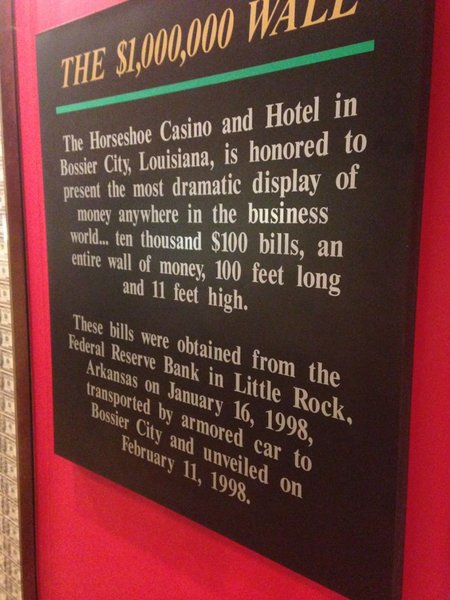 THE $1,000,000 WALL
The Horseshoe Casino and Hotel in
Bossier City, Louisiana, is honored to
present the most dramatic display of
money anywhere in the business
world... ten thousand $100 bills, an
entire wall of money, 100 feet long
and 11 feet high.
These bills were obtained from the
Federal Reserve Bank in Little Rock,
Arkansas on January 16, 1998,
transported by armored car to
Bossier City and unveiled on
February 11, 1998.